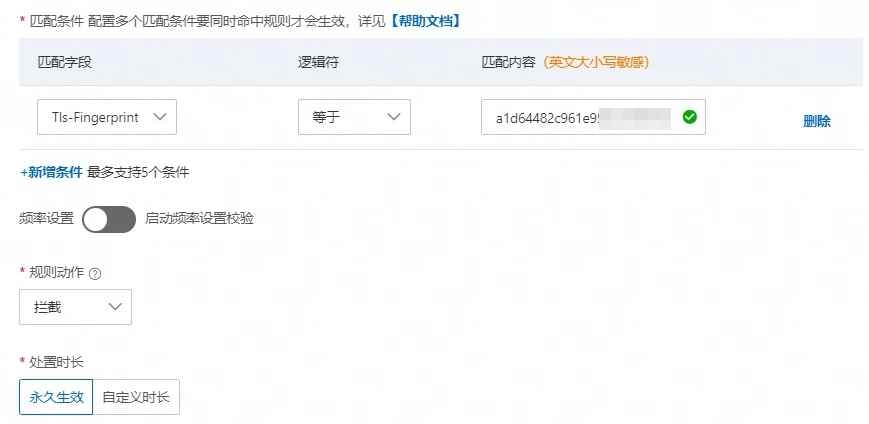 * 匹配条件 配置多个匹配条件要同时命中规则才会生效，详见【帮助文档】
匹配字段 逻辑符 匹配内容（英文大小写敏感）
Tls-Fingerprint 等于 a1d64482c961e95 删除
+新增条件 最多支持5个条件
频率设置 启动频率设置校验
* 规则动作 ?
拦截
* 处置时长
永久生效 自定义时长